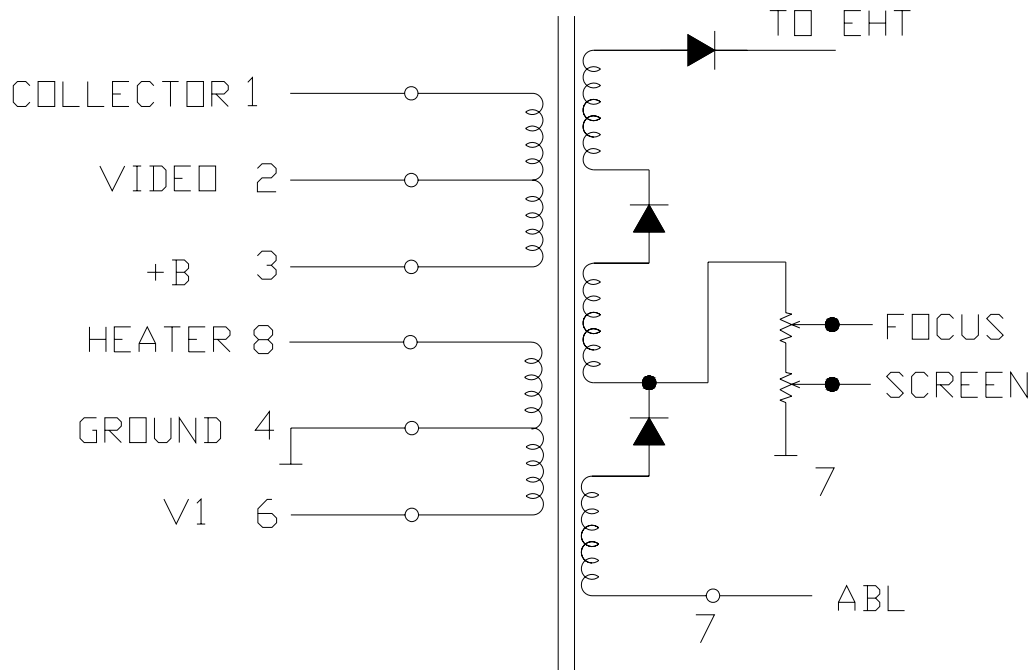 TO EHT
COLLECTOR 1
VIDEO 2
+B 3
HEATER 8
FOCUS
SCREEN
GROUND 4
7
V1 6
ABL
7